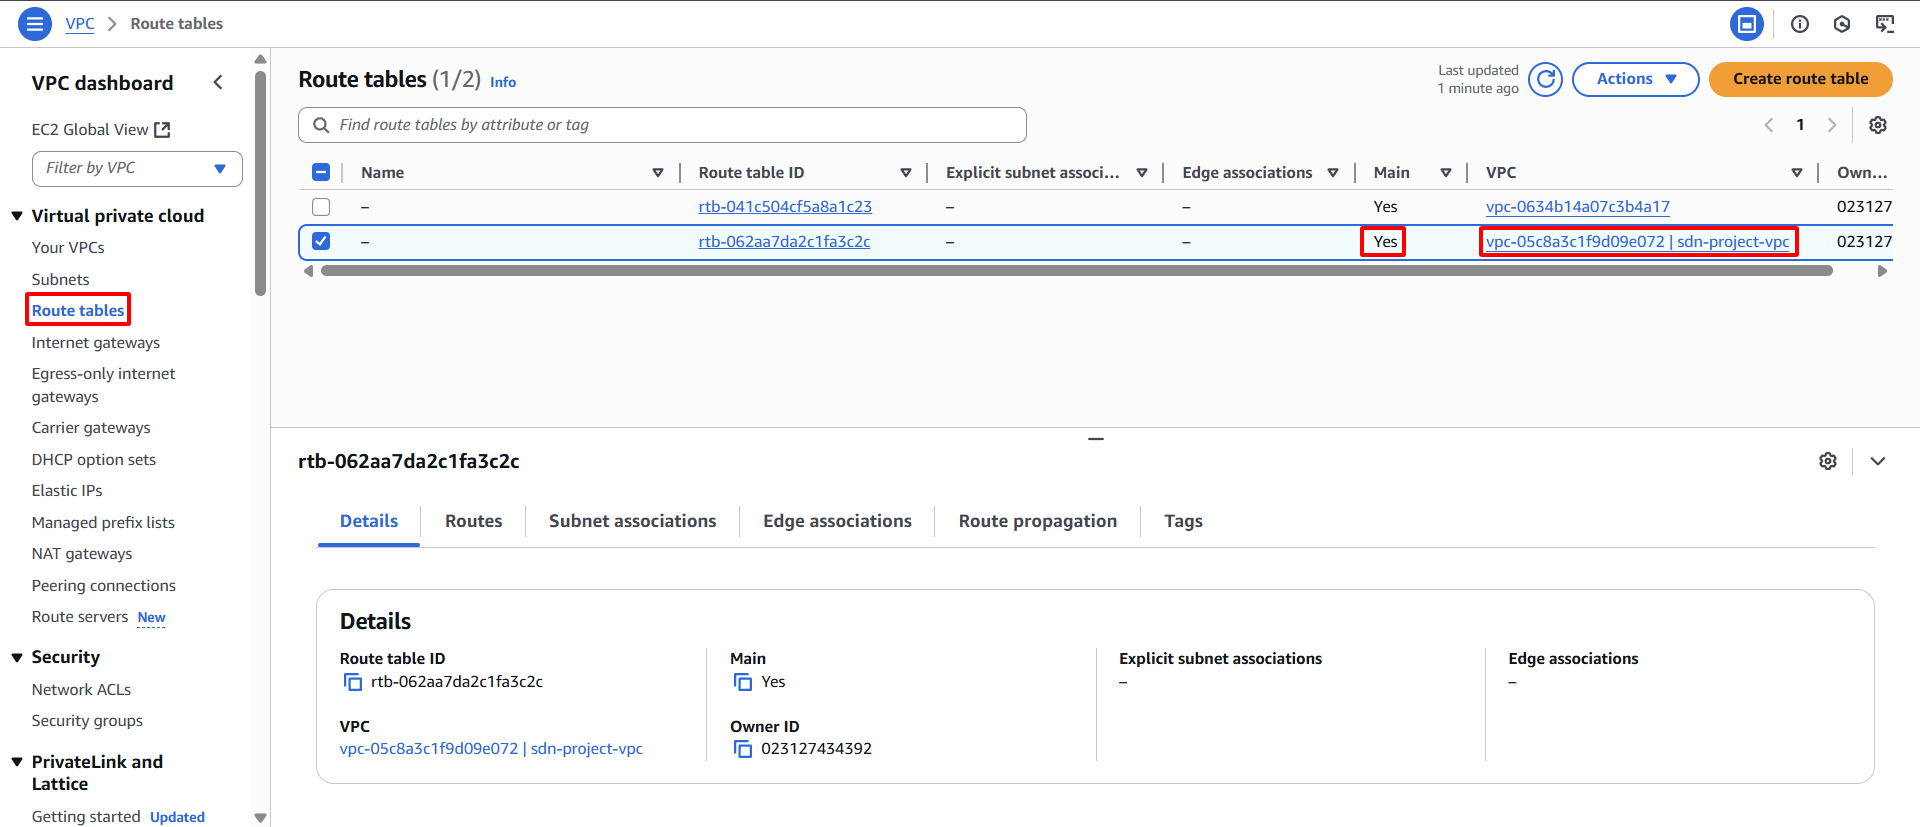 VPC > Route tables
VPC dashboard
EC2 Global View
Filter by VPC
Virtual private cloud
Your VPCs
Subnets
Route tables
Internet gateways
Egress-only internet
gateways
Carrier gateways
DHCP option sets
Elastic IPs
Managed prefix lists
NAT gateways
Peering connections
Route servers New
Security
Network ACLs
Security groups
PrivateLink and
Lattice
Getting started Updated
Route tables (1/2) Info
Last updated
1 minute ago
Actions
Create route table
Find route tables by attribute or tag
1
Name Route table ID Explicit subnet associ... Edge associations Main VPC Own...
– rtb-041c504cf5a8a1c23 – – Yes vpc-0634b14a07c3b4a17 023127
– rtb-062aa7da2c1fa3c2c – – Yes vpc-05c8a3c1f9d09e072 | sdn-project-vpc 023127
rtb-062aa7da2c1fa3c2c
Details Routes Subnet associations Edge associations Route propagation Tags
Details
Route table ID
rtb-062aa7da2c1fa3c2c
Main
Yes
Explicit subnet associations
–
Edge associations
–
VPC
vpc-05c8a3c1f9d09e072 | sdn-project-vpc
Owner ID
023127434392